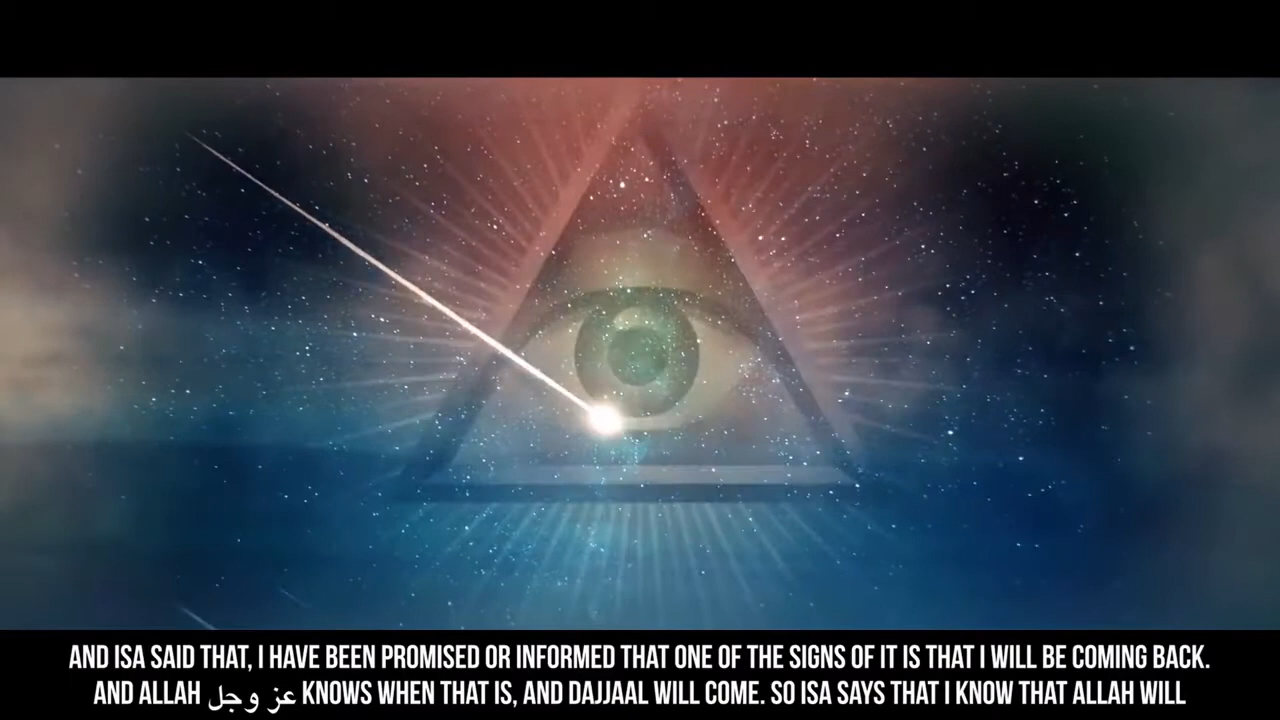 AND ISA SAID THAT, I HAVE BEEN PROMISED OR INFORMED THAT ONE OF THE SIGNS OF IT IS THAT I WILL BE COMING BACK.
AND ALLAH عز وجل KNOWS WHEN THAT IS, AND DAJJAAL WILL COME. SO ISA SAYS THAT I KNOW THAT ALLAH WILL